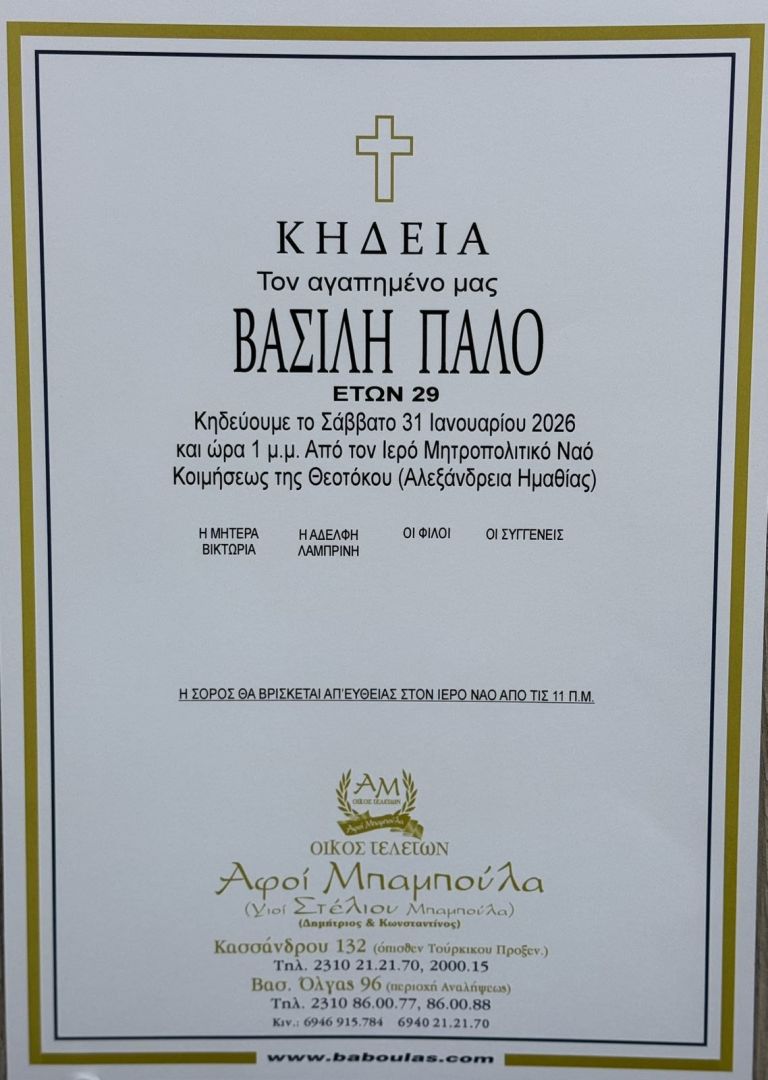 ΚΗΔΕΙΑ
Τον αγαπημένο μας
ΒΑΣΙΛΗ ΠΑΛΟ
ΕΤΩΝ 29
Κηδεύουμε το Σάββατο 31 Ιανουαρίου 2026
και ώρα 1 μ.μ. Από τον Ιερό Μητροπολιτικό Ναό
Κοιμήσεως της Θεοτόκου (Αλεξάνδρεια Ημαθίας)
Η ΜΗΤΕΡΑ Η ΑΔΕΛΦΗ ΟΙ ΦΙΛΟΙ ΟΙ ΣΥΓΓΕΝΕΙΣ
ΒΙΚΤΩΡΙΑ ΛΑΜΠΡΙΝΗ
Η ΣΟΡΟΣ ΘΑ ΒΡΙΣΚΕΤΑΙ ΑΠ'ΕΥΘΕΙΑΣ ΣΤΟΝ ΙΕΡΟ ΝΑΟ ΑΠΟ ΤΙΣ 11 Π.Μ.
ΑΜ
ΟΙΚΟΣ ΤΕΛΕΤΩΝ
Αφοί Μπαμπούλα
ΟΙΚΟΣ ΤΕΛΕΤΩΝ
Αφοί Μπαμπούλα
(Υιοί Στέλιου Μπαμπούλα)
(Δημήτριος & Κωνσταντίνος)
Κασσάνδρου 132 (όπισθεν Τούρκικου Προξεν.)
Τηλ. 2310 21.21.70, 2000.15
Βασ. Όλγας 96 (περιοχή Αναλήψεως)
Τηλ. 2310 86.00.77, 86.00.88
Κιν.: 6946 915.784 6940 21.21.70
www.baboulas.com